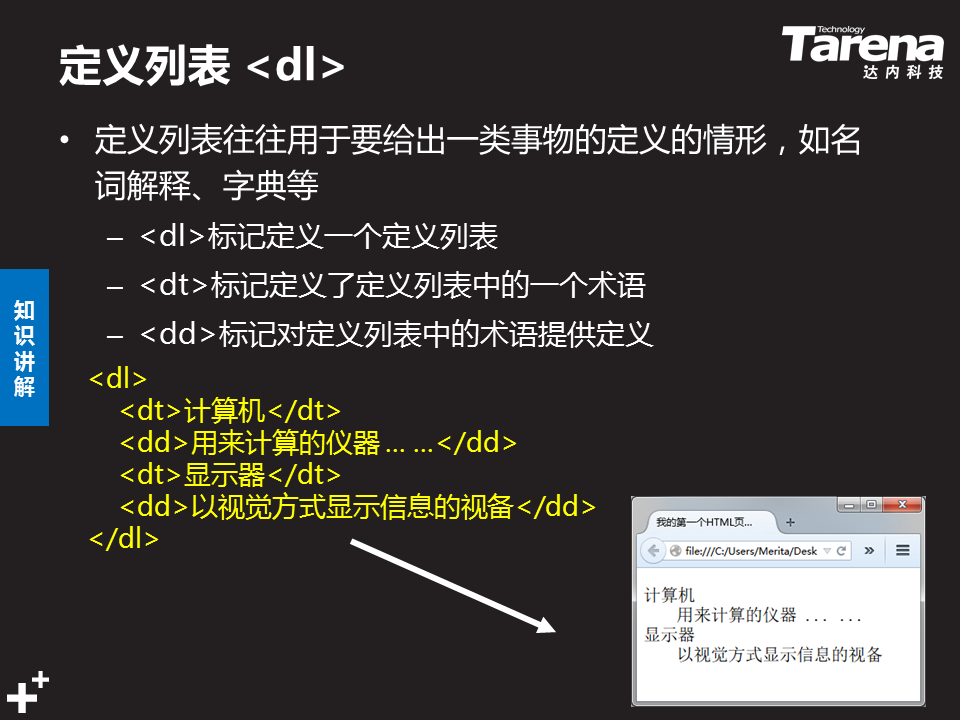 Technology
Tarena
达内科技
定义列表 <dl>
• 定义列表往往用于要给出一类事物的定义的情形，如名
词解释、字典等
– <dl>标记定义一个定义列表
– <dt>标记定义了定义列表中的一个术语
– <dd>标记对定义列表中的术语提供定义
知识讲解
<dl>
<dt>计算机</dt>
<dd>用来计算的仪器 ... ...</dd>
<dt>显示器</dt>
<dd>以视觉方式显示信息的视备</dd>
</dl>
我的第一个HTML页...
file:///C:/Users/Merita/Desk
计算机
用来计算的仪器 ... ...
显示器
以视觉方式显示信息的视备